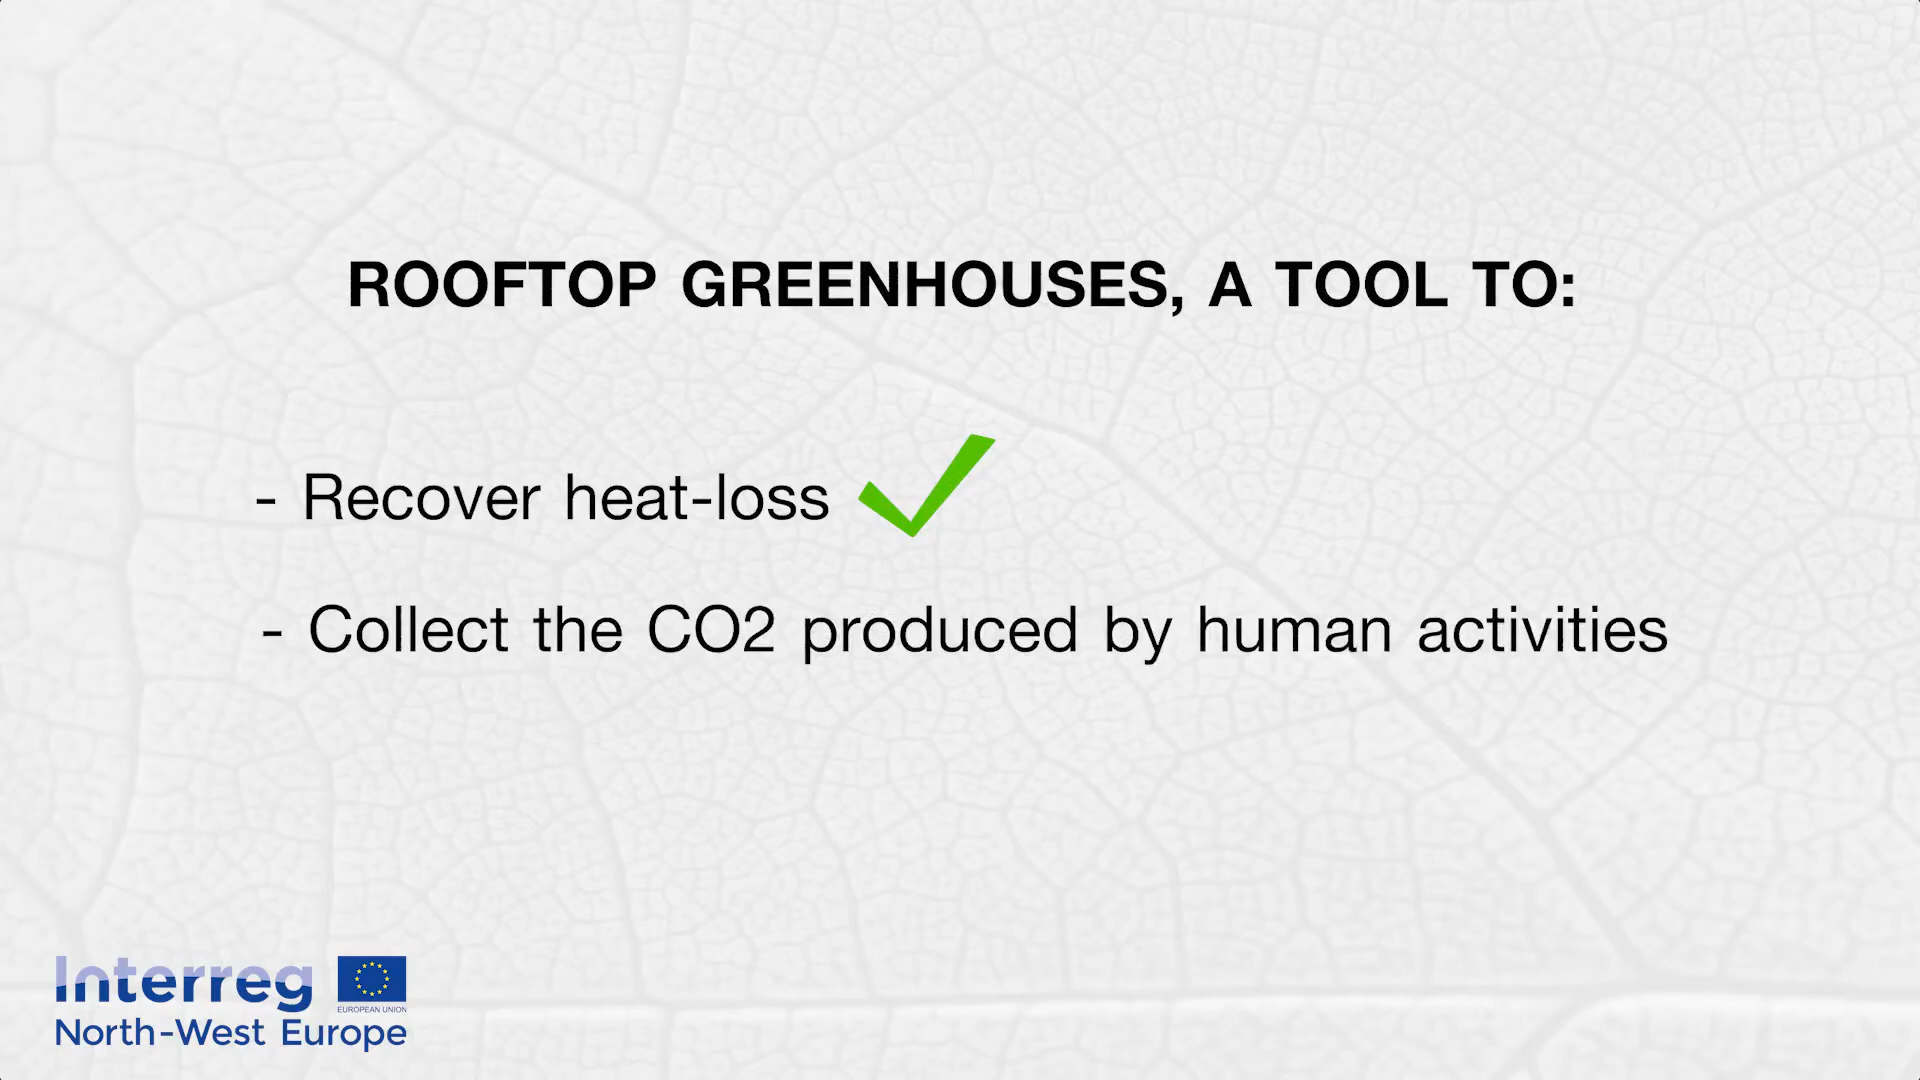 ROOFTOP GREENHOUSES, A TOOL TO:
- Recover heat-loss
- Collect the CO2 produced by human activities
Interreg
EUROPEAN UNION
North-West Europe